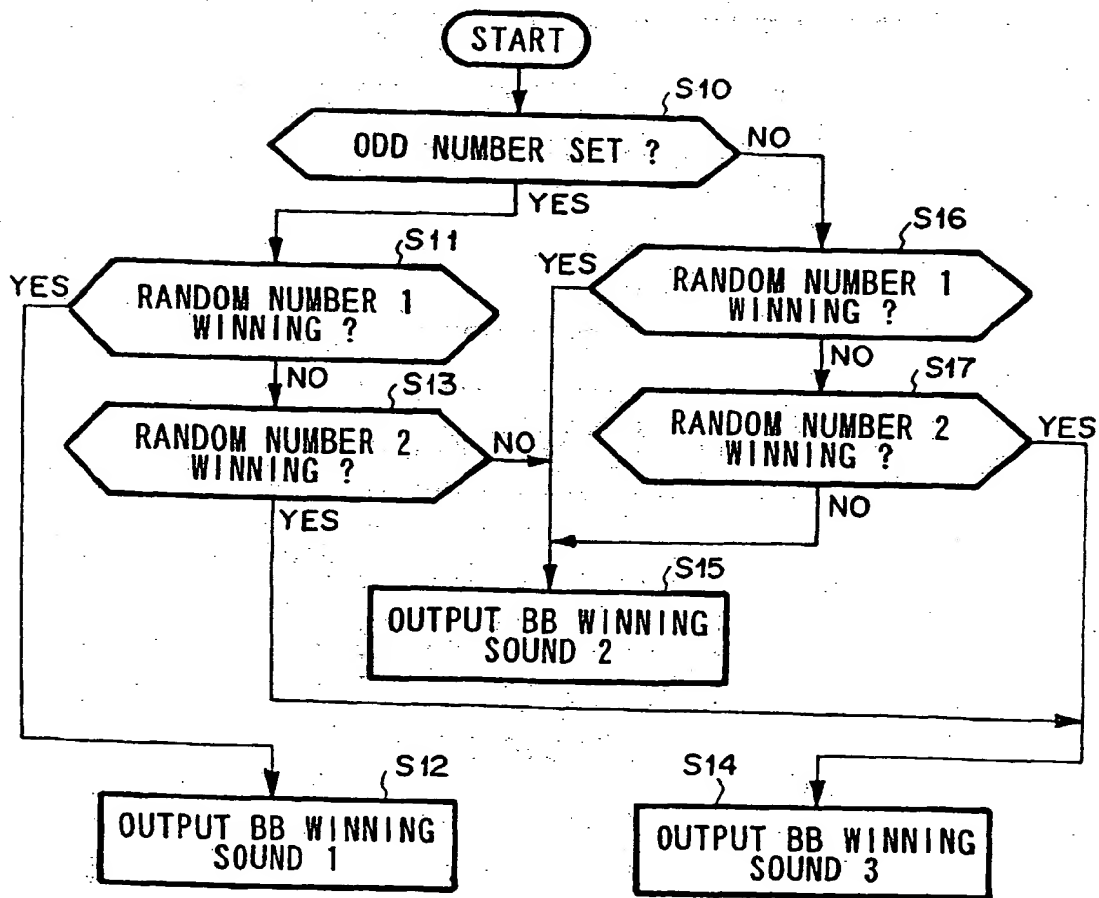 START
S10
ODD NUMBER SET ?
NO
YES
S11
S16
YES
RANDOM NUMBER 1
WINNING ?
YES
RANDOM NUMBER 1
WINNING ?
NO
NO
S13
S17
RANDOM NUMBER 2
WINNING ?
NO
RANDOM NUMBER 2
WINNING ?
YES
YES
NO
S15
OUTPUT BB WINNING
SOUND 2
S12
S14
OUTPUT BB WINNING
SOUND 1
OUTPUT BB WINNING
SOUND 3